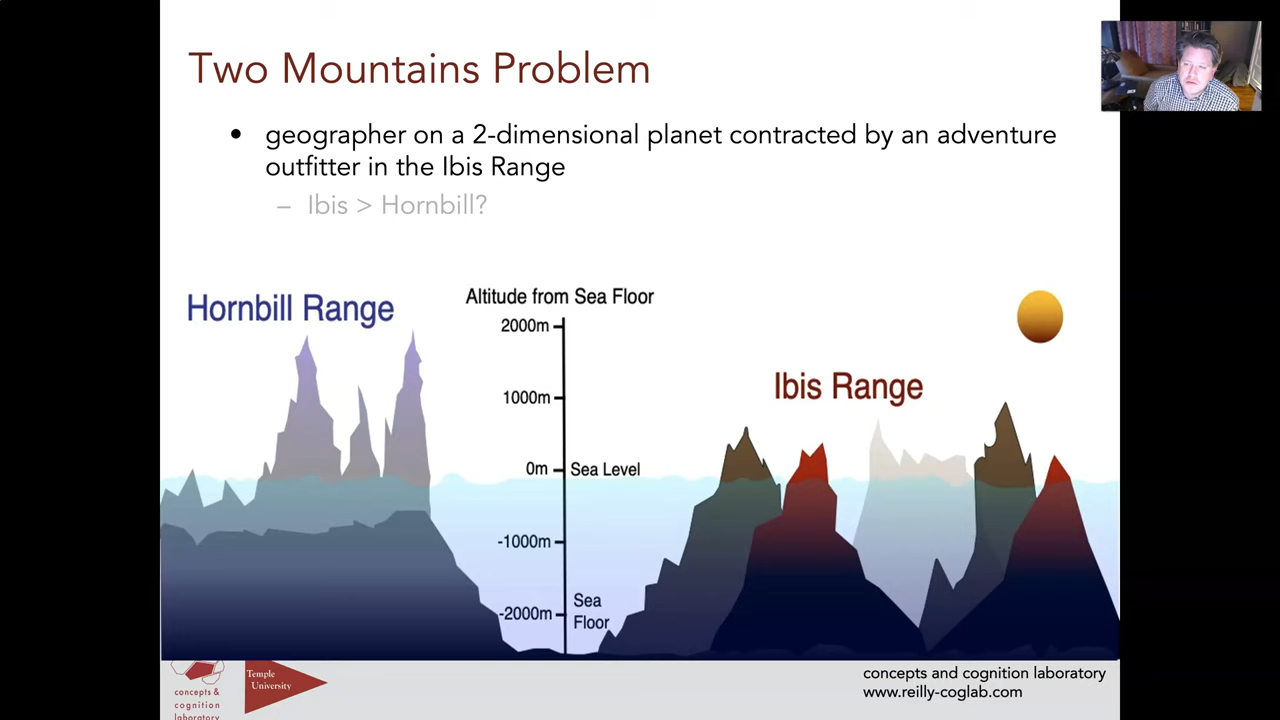 Two Mountains Problem
• geographer on a 2-dimensional planet contracted by an adventure
outfitter in the Ibis Range
– Ibis > Hornbill?
Hornbill Range
Altitude from Sea Floor
2000m
Ibis Range
1000m
0m
Sea Level
-1000m
-2000m
Sea
Floor
concepts &
cognition
laboratory
Temple
University
concepts and cognition laboratory
www.reilly-coglab.com